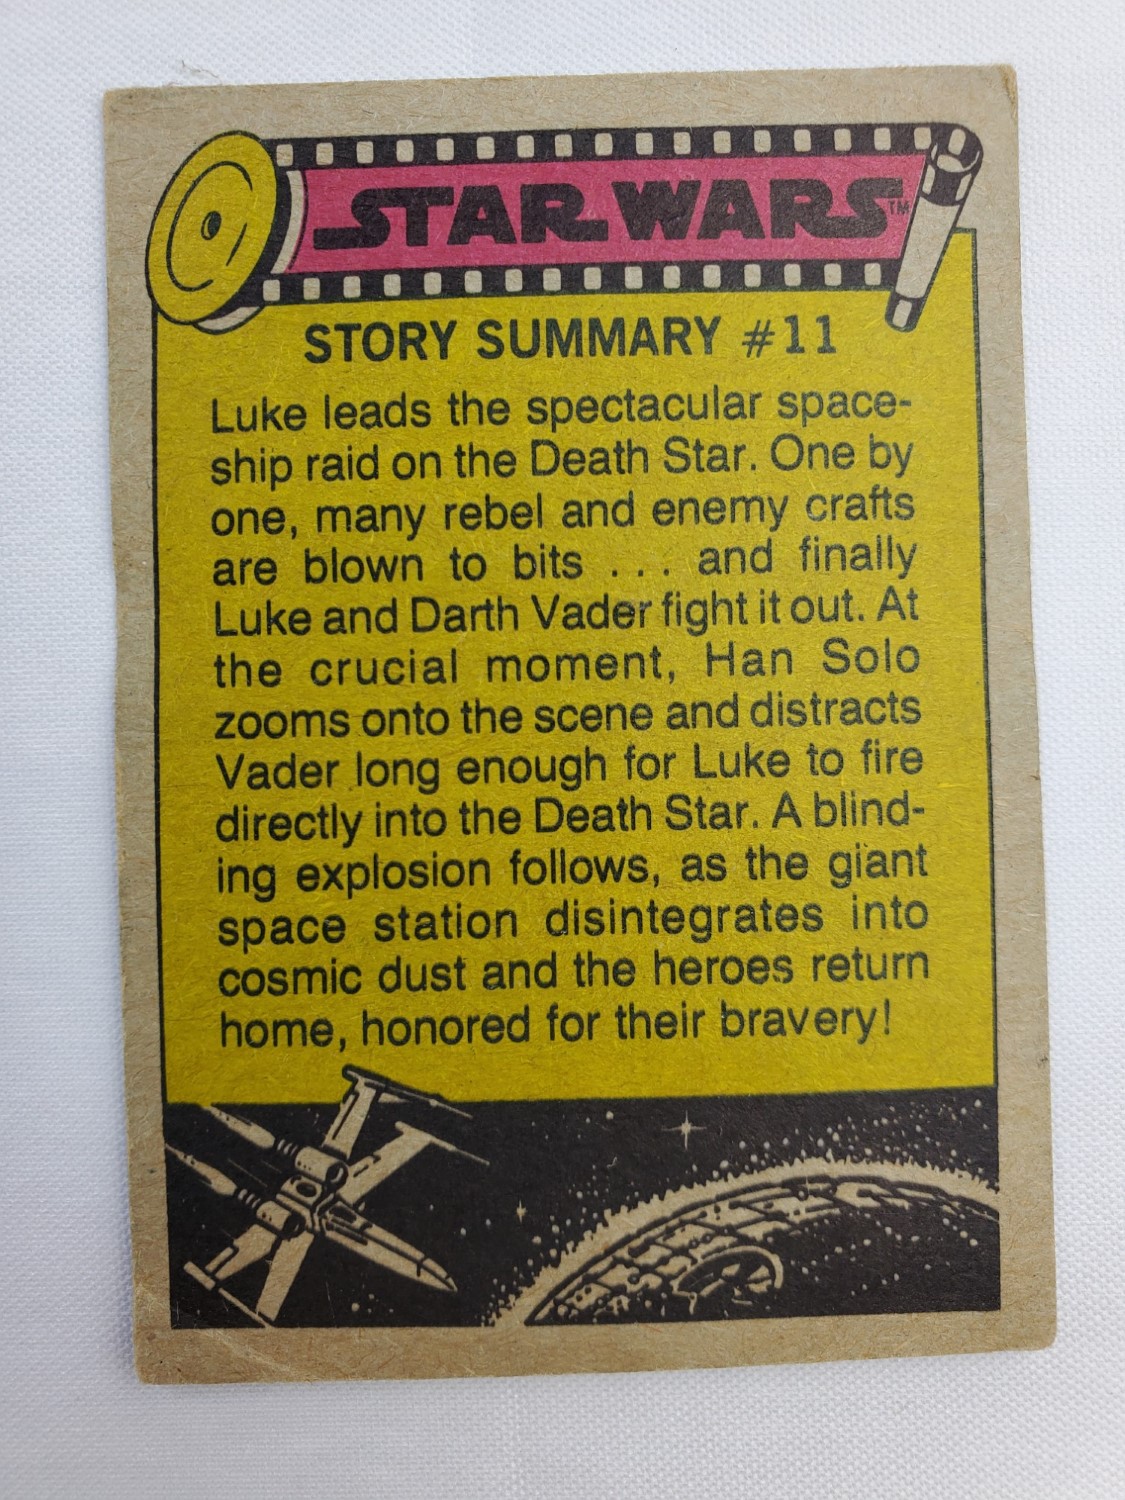 STAR WARS™
STORY SUMMARY #11
Luke leads the spectacular space-
ship raid on the Death Star. One by
one, many rebel and enemy crafts
are blown to bits . . . and finally
Luke and Darth Vader fight it out. At
the crucial moment, Han Solo
zooms onto the scene and distracts
Vader long enough for Luke to fire
directly into the Death Star. A blind-
ing explosion follows, as the giant
space station disintegrates into
cosmic dust and the heroes return
home, honored for their bravery!